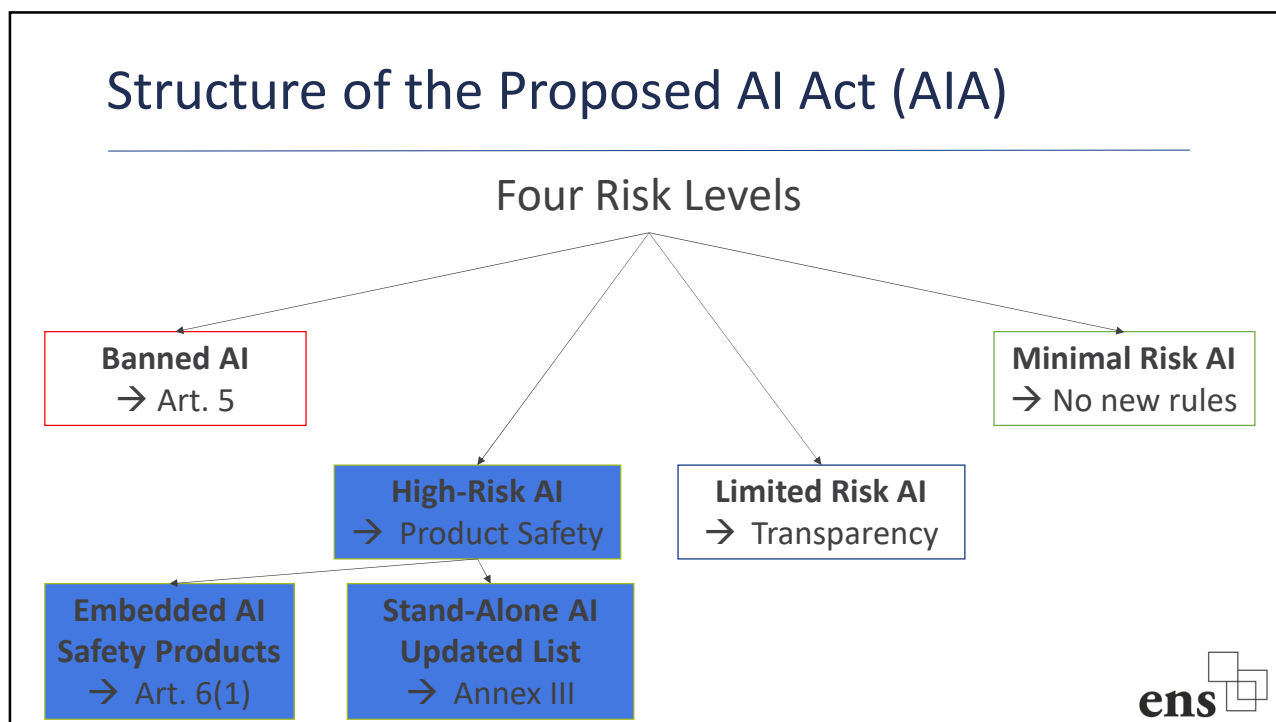 Structure of the Proposed AI Act (AIA)
Four Risk Levels
Banned AI
→ Art. 5
Minimal Risk AI
→ No new rules
High-Risk AI
→ Product Safety
Limited Risk AI
→ Transparency
Embedded AI
Safety Products
→ Art. 6(1)
Stand-Alone AI
Updated List
→ Annex III
ens